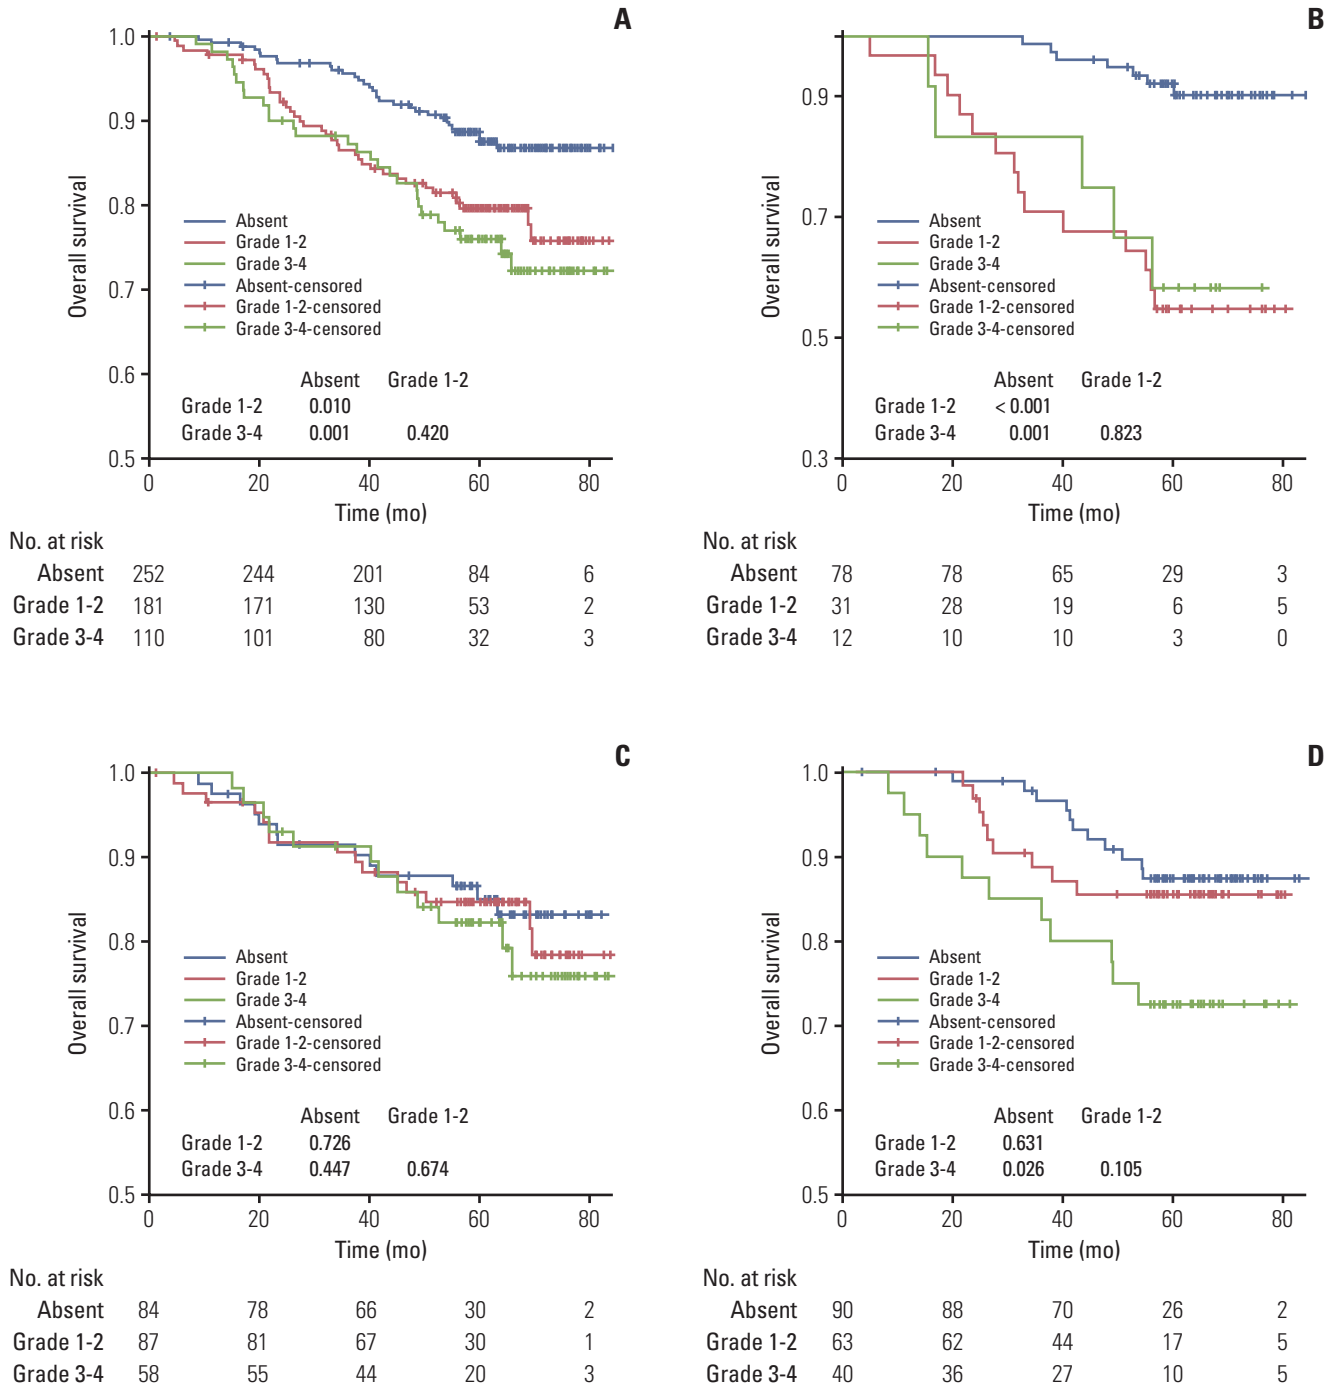 A
1.0
0.9
0.8
0.7
0.6
0.5
Overall survival
Absent
Grade 1-2
Grade 3-4
Absent-censored
Grade 1-2-censored
Grade 3-4-censored
Absent Grade 1-2
Grade 1-2 0.010
Grade 3-4 0.001 0.420
0 20 40 60 80
Time (mo)
No. at risk
Absent 252 244 201 84 6
Grade 1-2 181 171 130 53 2
Grade 3-4 110 101 80 32 3
B
0.9
0.7
0.5
0.3
Overall survival
Absent
Grade 1-2
Grade 3-4
Absent-censored
Grade 1-2-censored
Grade 3-4-censored
Absent Grade 1-2
Grade 1-2 < 0.001
Grade 3-4 0.001 0.823
0 20 40 60 80
Time (mo)
No. at risk
Absent 78 78 65 29 3
Grade 1-2 31 28 19 6 5
Grade 3-4 12 10 10 3 0
C
1.0
0.9
0.8
0.7
0.6
0.5
Overall survival
Absent
Grade 1-2
Grade 3-4
Absent-censored
Grade 1-2-censored
Grade 3-4-censored
Absent Grade 1-2
Grade 1-2 0.726
Grade 3-4 0.447 0.674
0 20 40 60 80
Time (mo)
No. at risk
Absent 84 78 66 30 2
Grade 1-2 87 81 67 30 1
Grade 3-4 58 55 44 20 3
D
1.0
0.9
0.8
0.7
0.6
0.5
Overall survival
Absent
Grade 1-2
Grade 3-4
Absent-censored
Grade 1-2-censored
Grade 3-4-censored
Absent Grade 1-2
Grade 1-2 0.631
Grade 3-4 0.026 0.105
0 20 40 60 80
Time (mo)
No. at risk
Absent 90 88 70 26 2
Grade 1-2 63 62 44 17 5
Grade 3-4 40 36 27 10 5